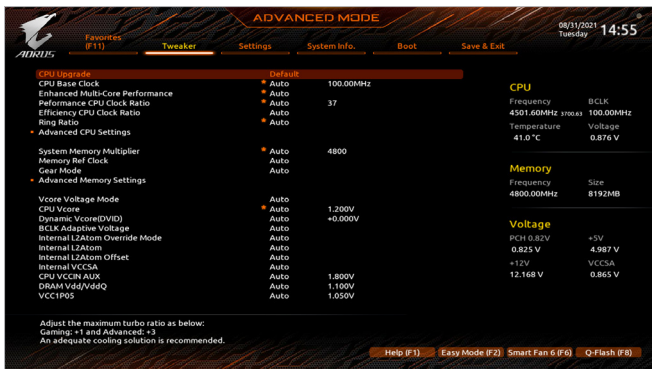 ADVANCED MODE
08/31/2021
Tuesday 14:55
AORUS
Favorites
(F11) Tweaker Settings System Info. Boot Save & Exit
CPU Upgrade Default
CPU Base Clock * Auto 100.00MHz
Enhanced Multi-Core Performance * Auto
Peformance CPU Clock Ratio * Auto 37
Efficiency CPU Clock Ratio Auto
Ring Ratio * Auto
Advanced CPU Settings
System Memory Multiplier * Auto 4800
Memory Ref Clock Auto
Gear Mode Auto
Advanced Memory Settings
Vcore Voltage Mode Auto
CPU Vcore * Auto 1.200V
Dynamic Vcore(DVID) Auto +0.000V
BCLK Adaptive Voltage Auto
Internal L2Atom Override Mode Auto
Internal L2Atom Auto
Internal L2Atom Offset Auto
Internal VCCSA Auto
CPU VCCIN AUX Auto 1.800V
DRAM Vdd/VddQ Auto 1.100V
VCC1P05 Auto 1.050V
CPU
Frequency BCLK
4501.60MHz 3700.63 100.00MHz
Temperature Voltage
41.0 °C 0.876 V
Memory
Frequency Size
4800.00MHz 8192MB
Voltage
PCH 0.82V +5V
0.825 V 4.987 V
+12V VCCSA
12.168 V 0.865 V
Adjust the maximum turbo ratio as below:
Gaming: +1 and Advanced: +3
An adequate cooling solution is recommended.
Help (F1) Easy Mode (F2) Smart Fan 6 (F6) Q-Flash (F8)